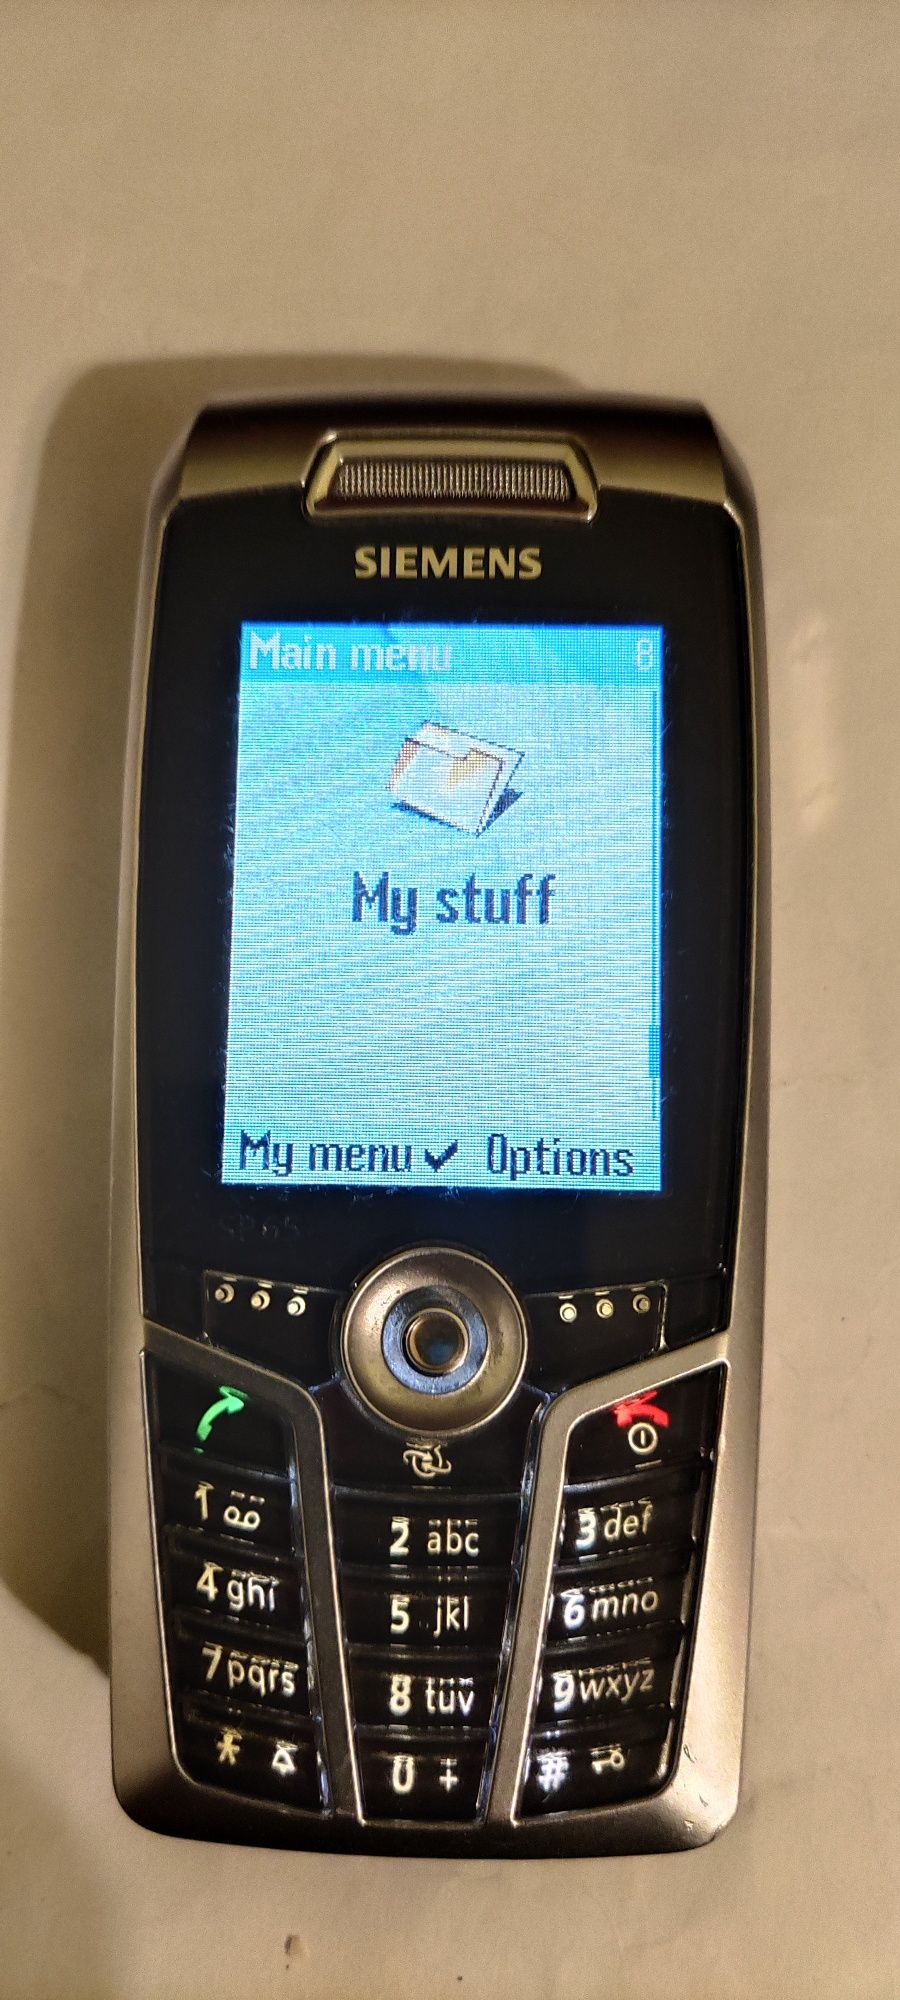 SIEMENS
Main menu 8
My stuff
My menu ✓ Options
1
2 abc
3 def
4 ghi
5 jkl
6 mno
7 pqrs
8 tuv
9 wxyz
*
0 +
#